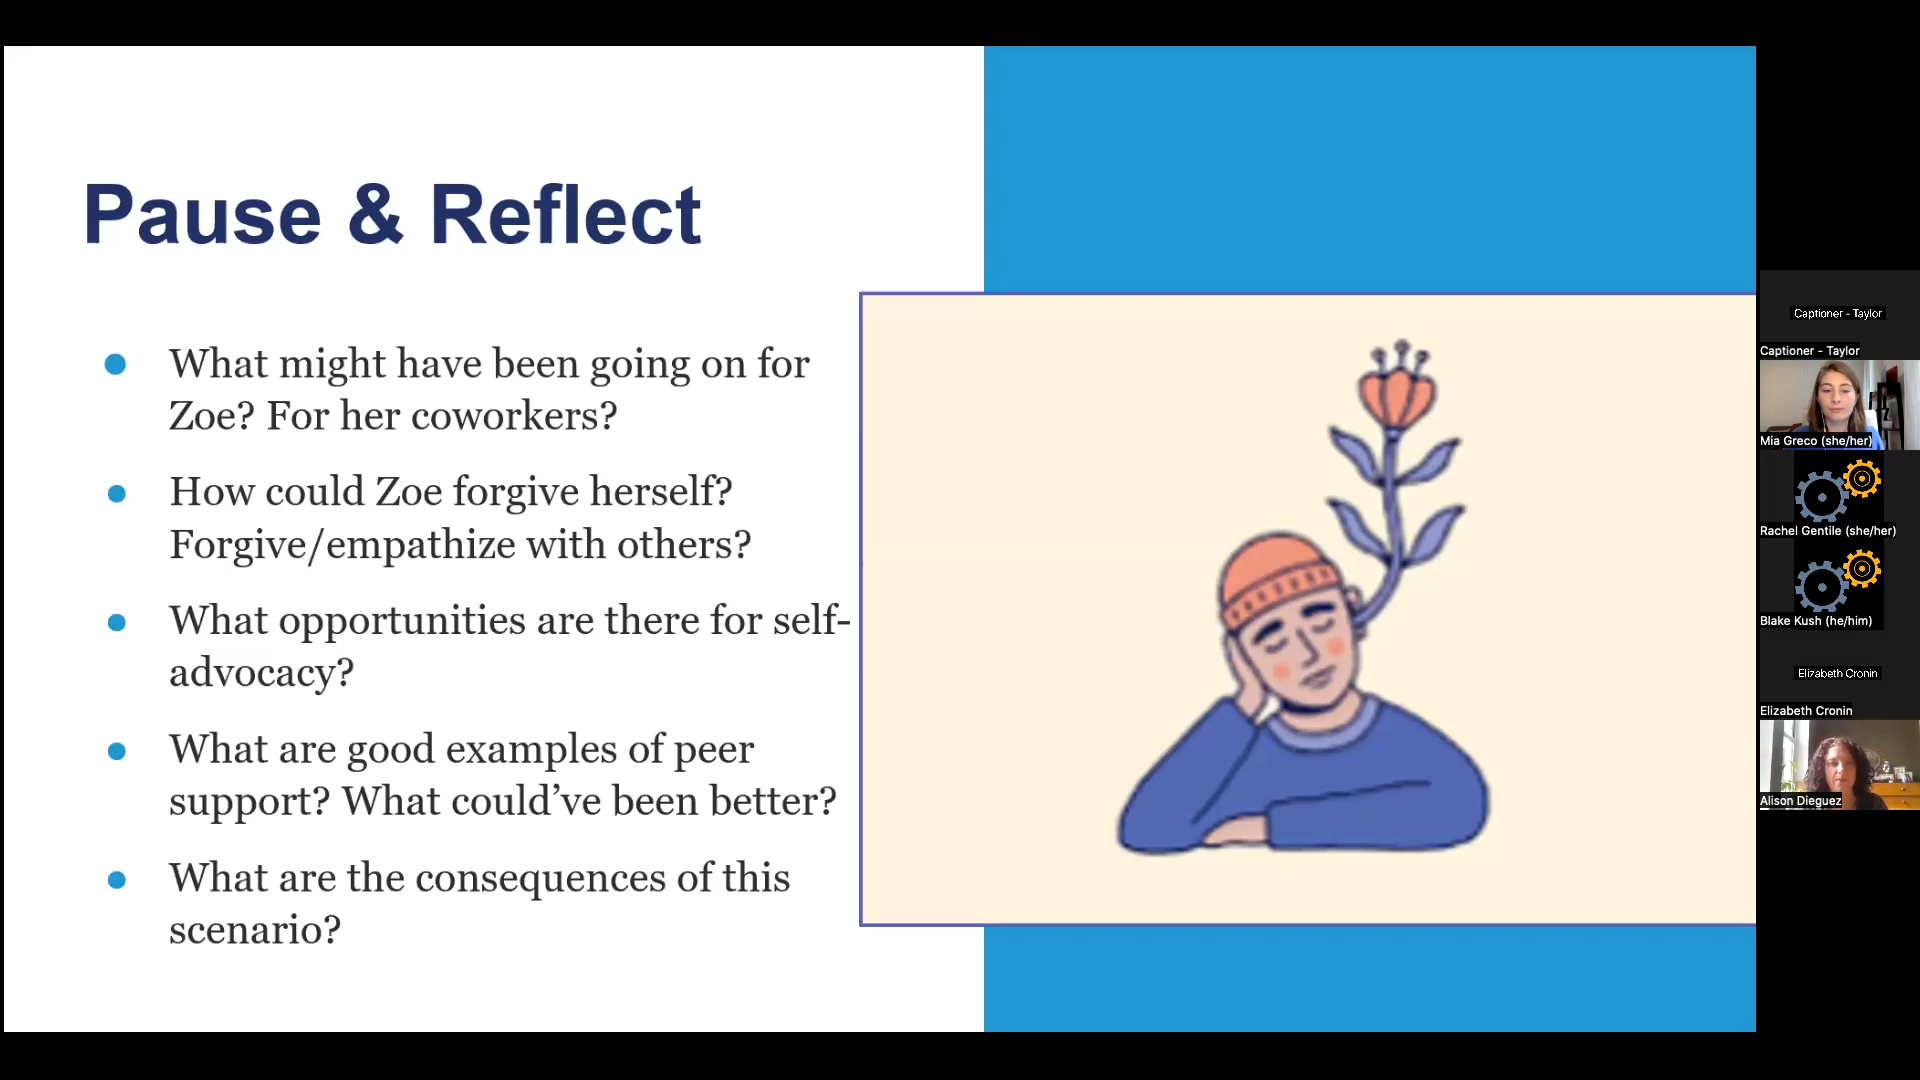 Pause & Reflect
What might have been going on for
Zoe? For her coworkers?
How could Zoe forgive herself?
Forgive/empathize with others?
What opportunities are there for self-
advocacy?
What are good examples of peer
support? What could’ve been better?
What are the consequences of this
scenario?
Captioner - Taylor
Captioner - Taylor
Mia Greco (she/her)
Rachel Gentile (she/her)
Blake Kush (he/him)
Elizabeth Cronin
Elizabeth Cronin
Alison Dieguez